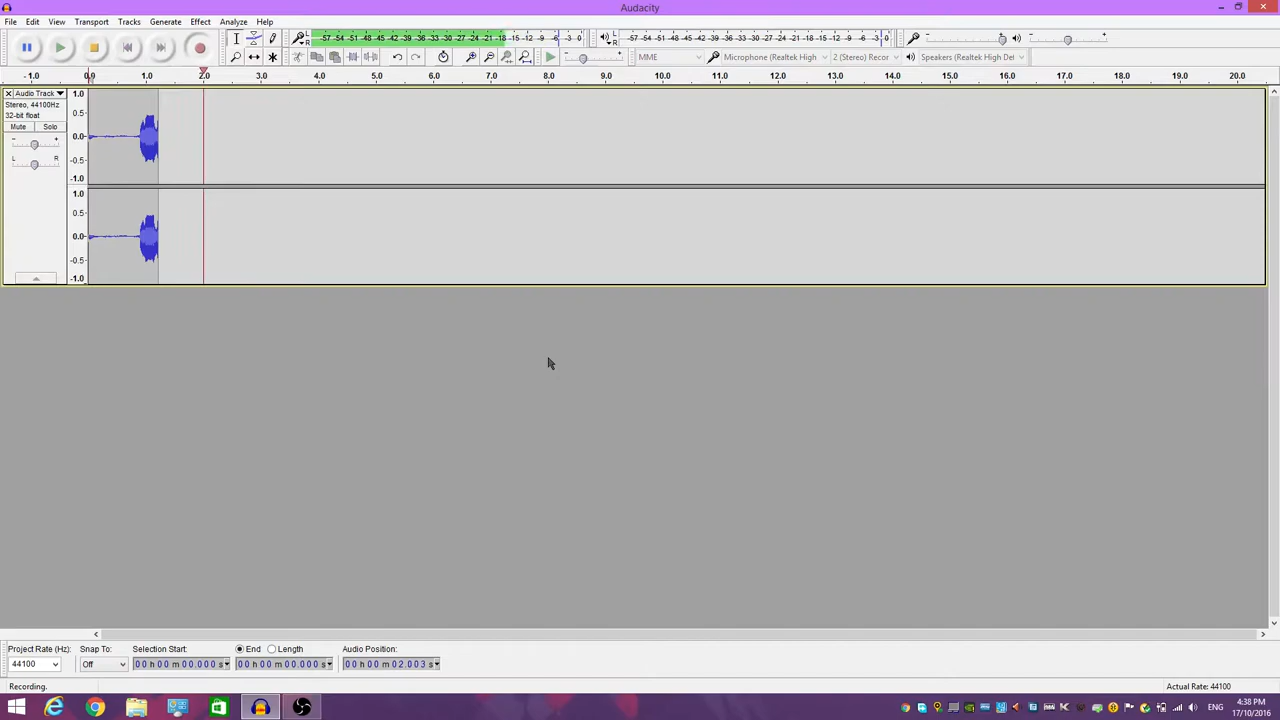 Audacity
File Edit View Transport Tracks Generate Effect Analyze Help
L R -57 -54 -51 -48 -45 -42 -39 -36 -33 -30 -27 -24 -21 -18 -15 -12 -9 -6 -3 0
L R -57 -54 -51 -48 -45 -42 -39 -36 -33 -30 -27 -24 -21 -18 -15 -12 -9 -6 -3 0
MME Microphone (Realtek High 2 (Stereo) Recor Speakers (Realtek High Def
-1.0 0.0 1.0 2.0 3.0 4.0 5.0 6.0 7.0 8.0 9.0 10.0 11.0 12.0 13.0 14.0 15.0 16.0 17.0 18.0 19.0 20.0
Audio Track
Stereo, 44100Hz
32-bit float
Mute Solo
- +
L R
1.0
0.5
0.0
-0.5
-1.0
1.0
0.5
0.0
-0.5
-1.0
Project Rate (Hz): Snap To: Selection Start: End Length Audio Position:
44100 Off 00 h 00 m 00.000 s 00 h 00 m 00.000 s 00 h 00 m 02.003 s
Recording. Actual Rate: 44100
ENG 4:38 PM
17/10/2016